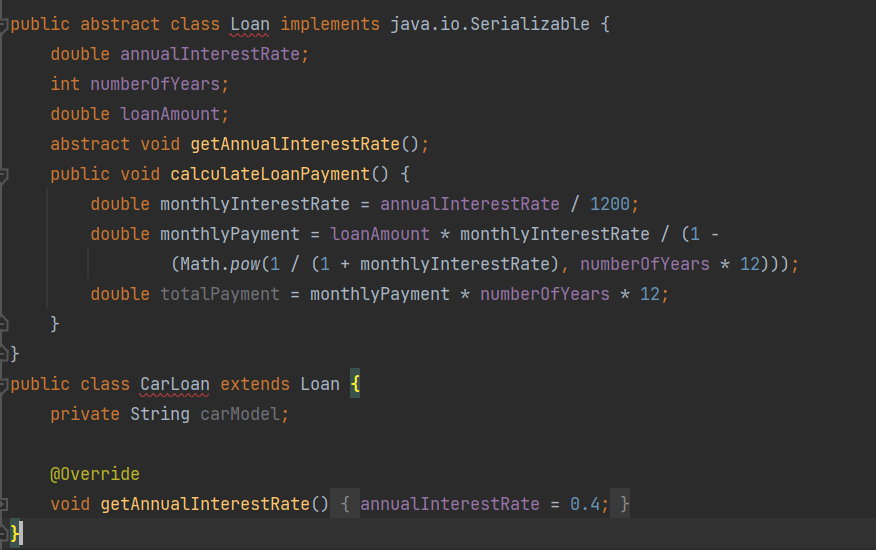 public abstract class Loan implements java.io.Serializable {
    double annualInterestRate;
    int numberOfYears;
    double loanAmount;
    abstract void getAnnualInterestRate();
    public void calculateLoanPayment() {
        double monthlyInterestRate = annualInterestRate / 1200;
        double monthlyPayment = loanAmount * monthlyInterestRate / (1 -
                (Math.pow(1 / (1 + monthlyInterestRate), numberOfYears * 12)));
        double totalPayment = monthlyPayment * numberOfYears * 12;
    }
}
public class CarLoan extends Loan {
    private String carModel;

    @Override
    void getAnnualInterestRate() { annualInterestRate = 0.4; }
}